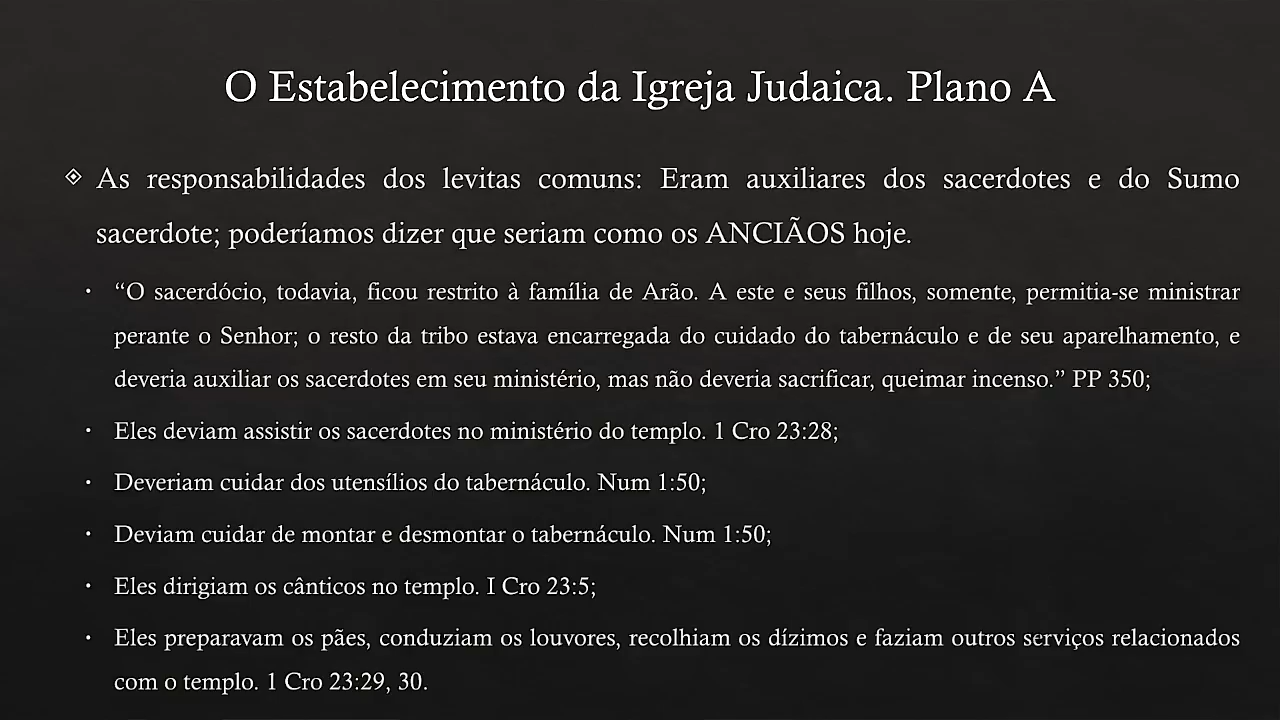 O Estabelecimento da Igreja Judaica. Plano A
As responsabilidades dos levitas comuns: Eram auxiliares dos sacerdotes e do Sumo
sacerdote; poderíamos dizer que seriam como os ANCIÃOS hoje.
“O sacerdócio, todavia, ficou restrito à família de Arão. A este e seus filhos, somente, permitia-se ministrar
perante o Senhor; o resto da tribo estava encarregada do cuidado do tabernáculo e de seu aparelhamento, e
deveria auxiliar os sacerdotes em seu ministério, mas não deveria sacrificar, queimar incenso.” PP 350;
Eles deviam assistir os sacerdotes no ministério do templo. 1 Cro 23:28;
Deveriam cuidar dos utensílios do tabernáculo. Num 1:50;
Deviam cuidar de montar e desmontar o tabernáculo. Num 1:50;
Eles dirigiam os cânticos no templo. I Cro 23:5;
Eles preparavam os pães, conduziam os louvores, recolhiam os dízimos e faziam outros serviços relacionados
com o templo. 1 Cro 23:29, 30.